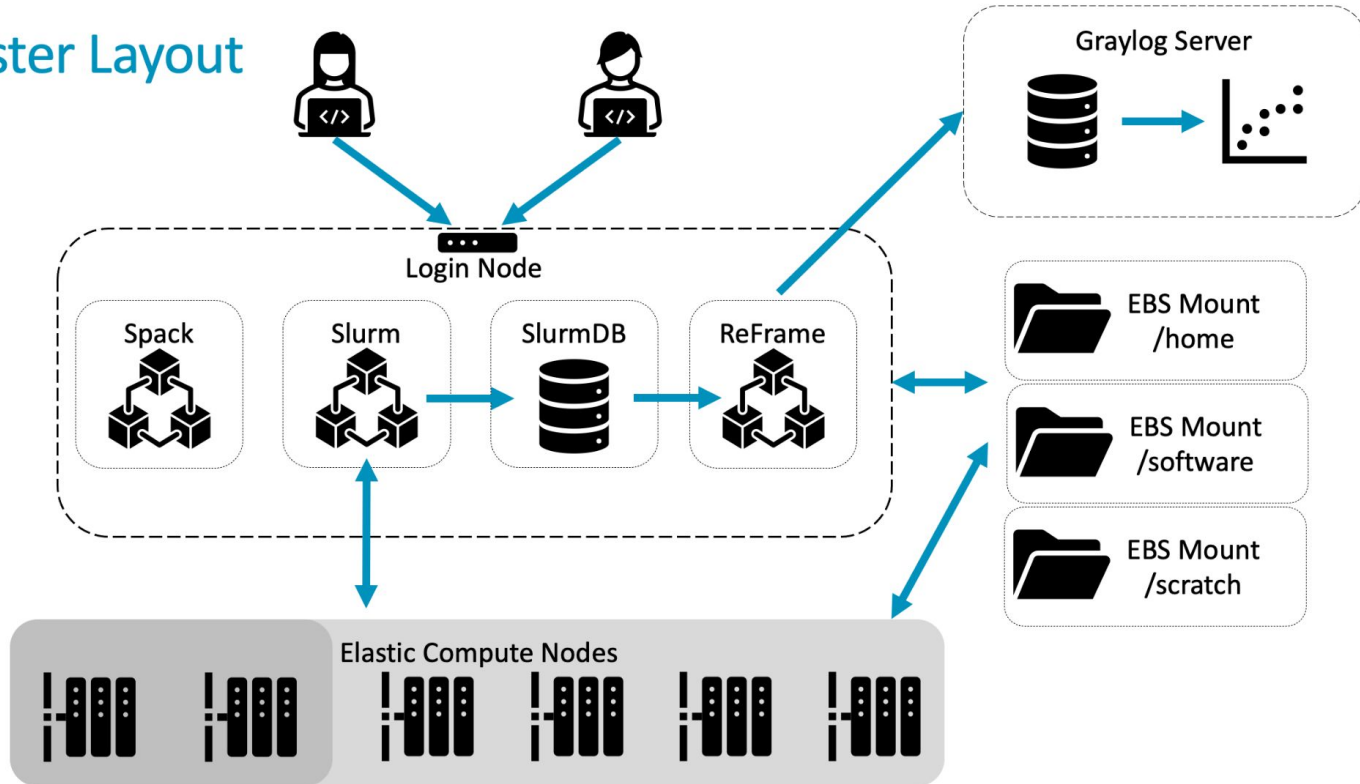 ster Layout
Graylog Server
</>
</>
Login Node
Spack
Slurm
SlurmDB
ReFrame
EBS Mount
/home
EBS Mount
/software
EBS Mount
/scratch
Elastic Compute Nodes